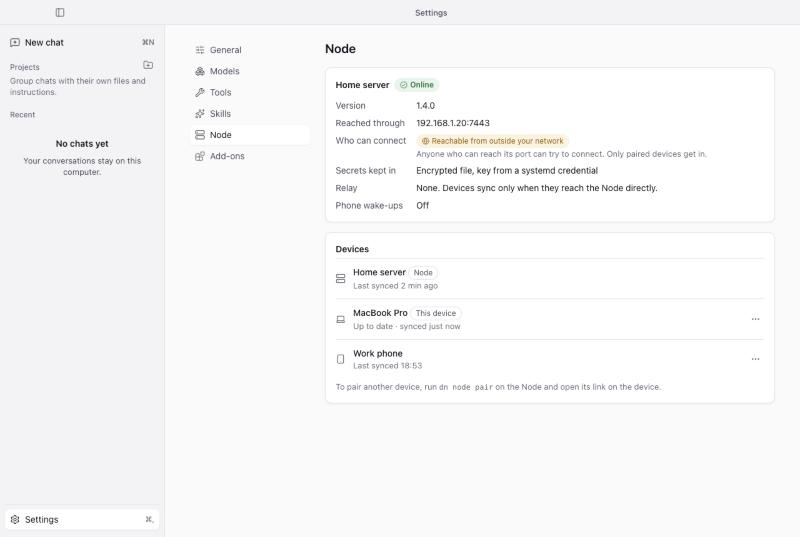 Settings
New chat ⌘N
Projects
Group chats with their own files and
instructions.
Recent
No chats yet
Your conversations stay on this
computer.
Settings ⌘,
General
Models
Tools
Skills
Node
Add-ons
Node
Home server Online
Version 1.4.0
Reached through 192.168.1.20:7443
Who can connect Reachable from outside your network
Anyone who can reach its port can try to connect. Only paired devices get in.
Secrets kept in Encrypted file, key from a systemd credential
Relay None. Devices sync only when they reach the Node directly.
Phone wake-ups Off
Devices
Home server Node
Last synced 2 min ago
MacBook Pro This device
Up to date · synced just now
Work phone
Last synced 18:53
To pair another device, run dn node pair on the Node and open its link on the device.